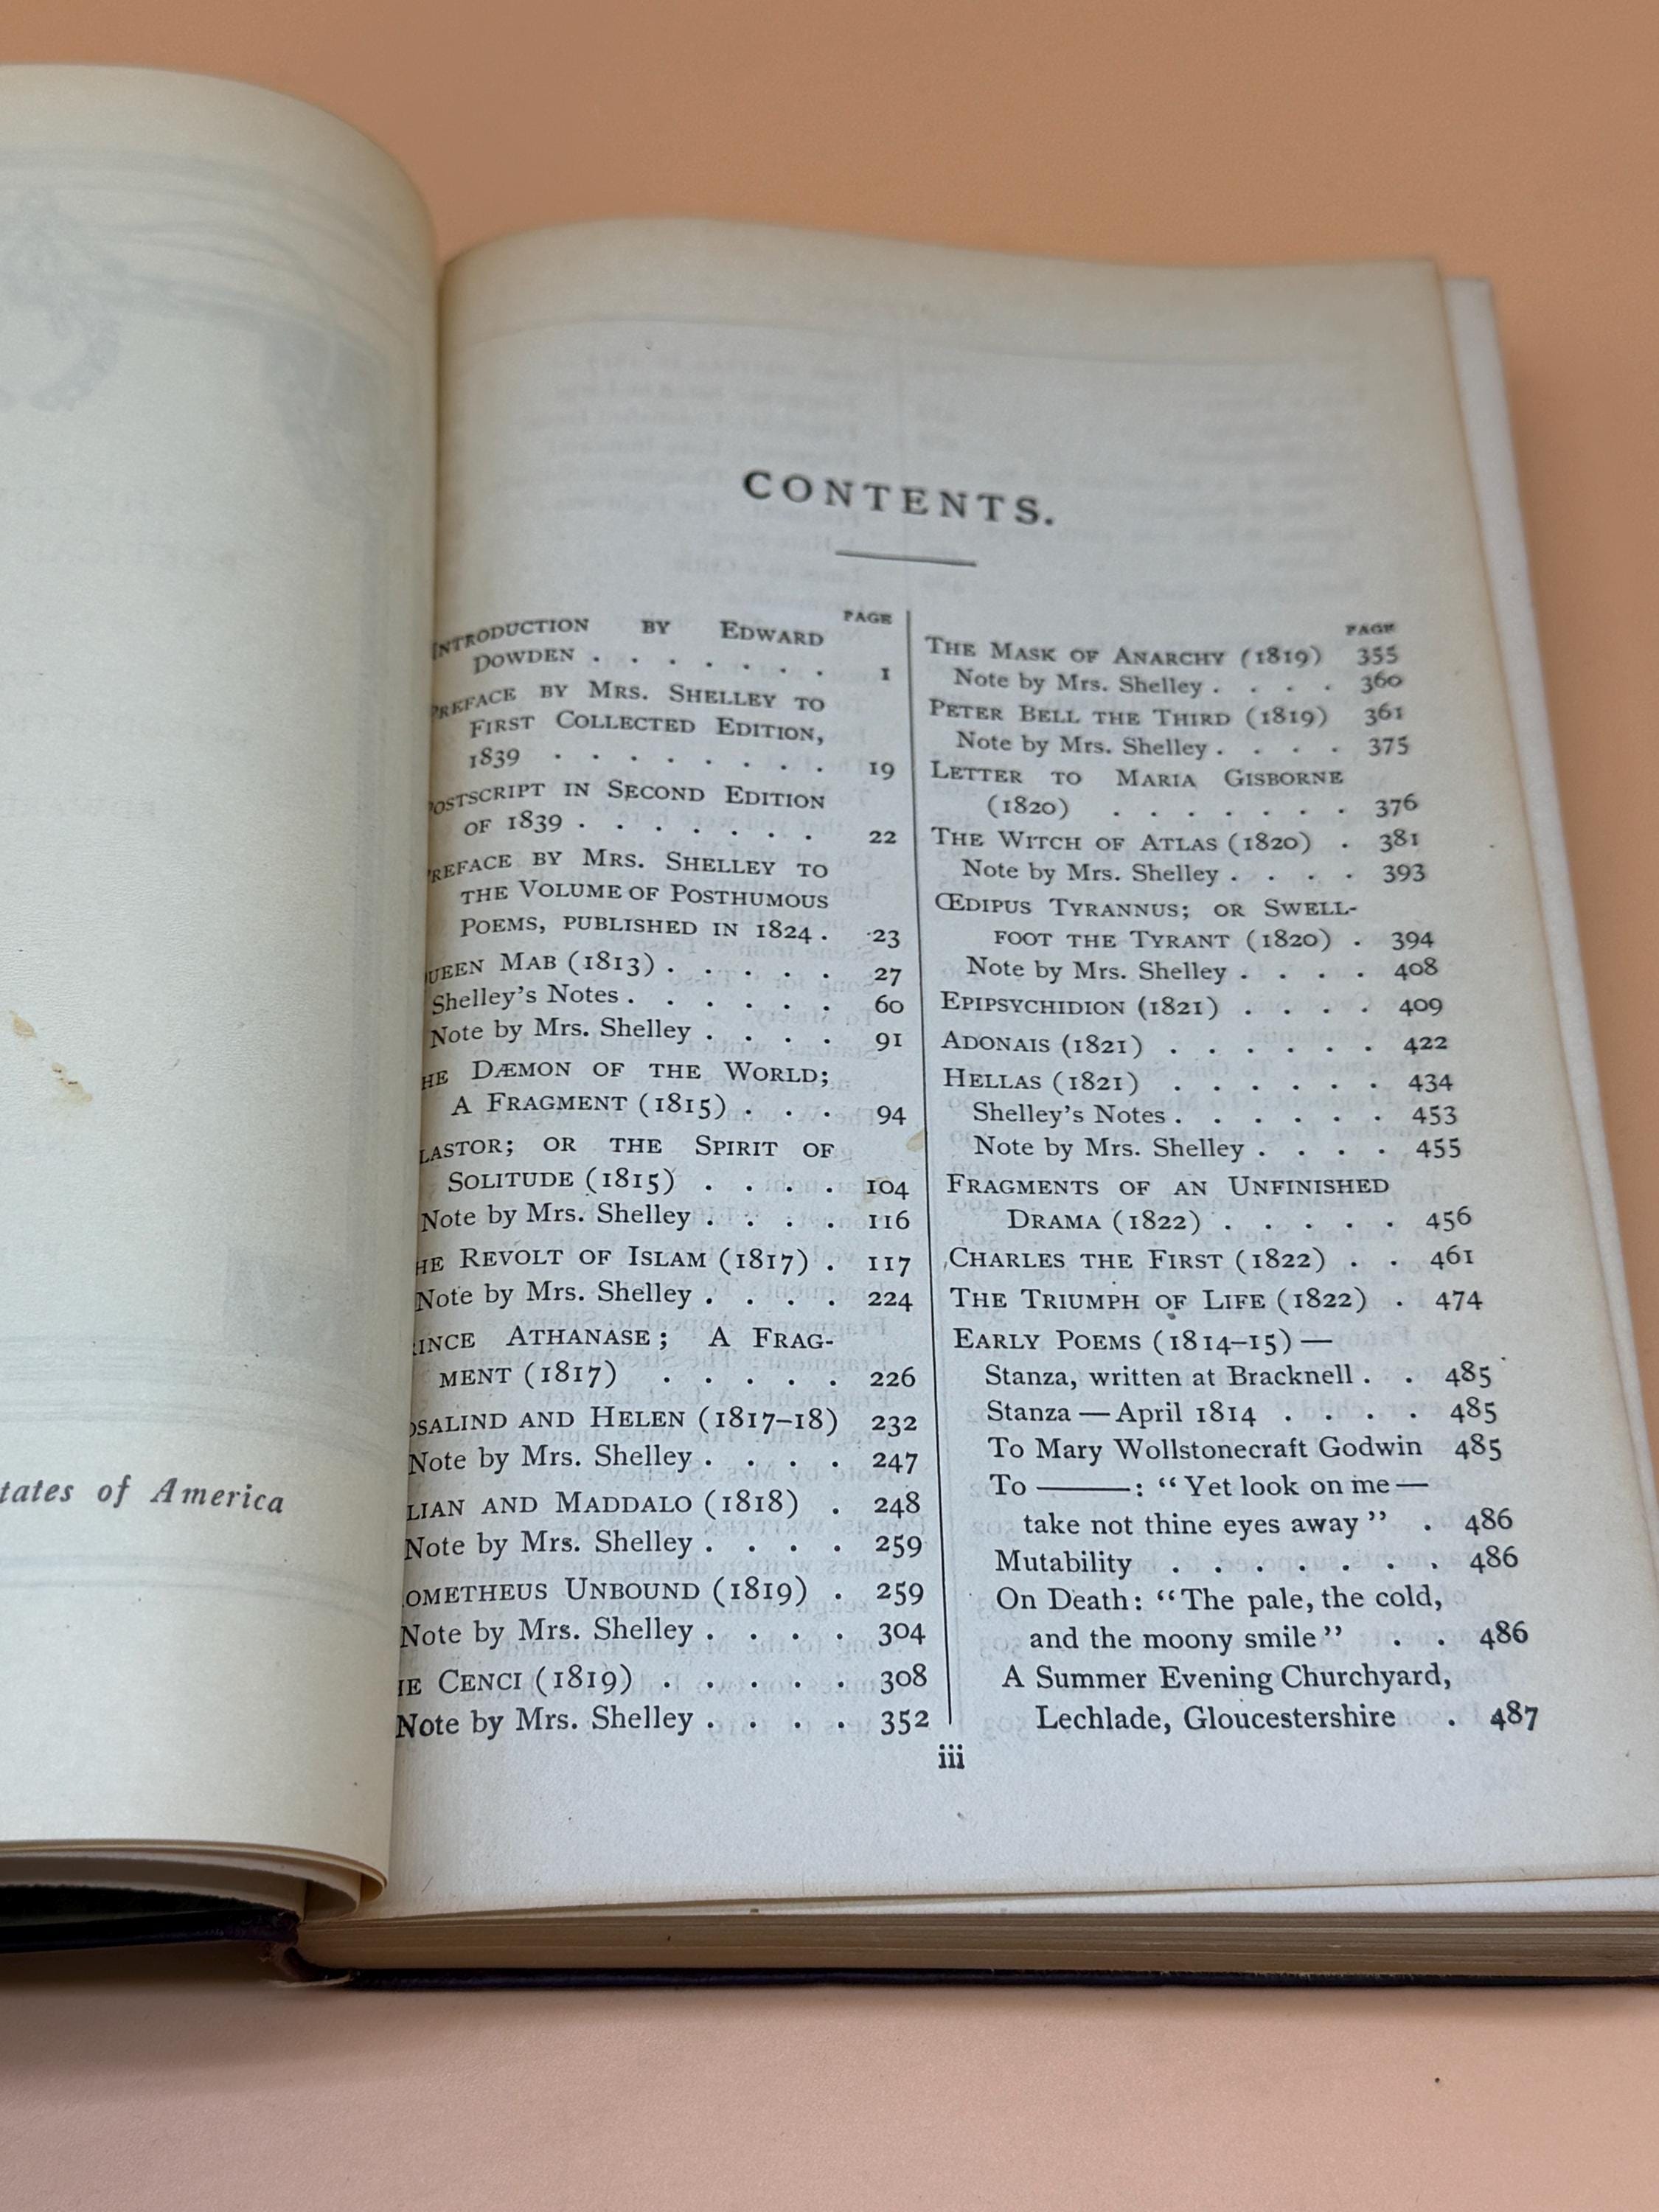 tates of America
CONTENTS.
PAGE
INTRODUCTION BY EDWARD
DOWDEN . . . . . . . 1
PREFACE BY MRS. SHELLEY TO
FIRST COLLECTED EDITION,
1839 . . . . . . . . 19
POSTSCRIPT IN SECOND EDITION
OF 1839 . . . . . . . 22
PREFACE BY MRS. SHELLEY TO
THE VOLUME OF POSTHUMOUS
POEMS, PUBLISHED IN 1824 . 23
UEEN MAB (1813) . . . . . 27
Shelley's Notes . . . . . . 60
Note by Mrs. Shelley . . . . 91
HE DÆMON OF THE WORLD;
A FRAGMENT (1815) . . . 94
LASTOR; OR THE SPIRIT OF
SOLITUDE (1815) . . . . 104
Note by Mrs. Shelley . . . . 116
HE REVOLT OF ISLAM (1817) . 117
Note by Mrs. Shelley . . . . 224
INCE ATHANASE; A FRAG-
MENT (1817) . . . . . 226
OSALIND AND HELEN (1817–18) 232
Note by Mrs. Shelley . . . . 247
LIAN AND MADDALO (1818) . 248
Note by Mrs. Shelley . . . . 259
OMETHEUS UNBOUND (1819) . 259
Note by Mrs. Shelley . . . . 304
HE CENCI (1819) . . . . . 308
Note by Mrs. Shelley . . . . 352
PAGE
THE MASK OF ANARCHY (1819) 355
Note by Mrs. Shelley . . . . 360
PETER BELL THE THIRD (1819) 361
Note by Mrs. Shelley . . . . 375
LETTER TO MARIA GISBORNE
(1820) . . . . . . . 376
THE WITCH OF ATLAS (1820) . 381
Note by Mrs. Shelley . . . . 393
ŒDIPUS TYRANNUS; OR SWELL-
FOOT THE TYRANT (1820) . 394
Note by Mrs. Shelley . . . . 408
EPIPSYCHIDION (1821) . . . . 409
ADONAIS (1821) . . . . . . 422
HELLAS (1821) . . . . . . 434
Shelley's Notes . . . . . . 453
Note by Mrs. Shelley . . . . 455
FRAGMENTS OF AN UNFINISHED
DRAMA (1822) . . . . . 456
CHARLES THE FIRST (1822) . . 461
THE TRIUMPH OF LIFE (1822) . 474
EARLY POEMS (1814–15) —
Stanza, written at Bracknell . . 485
Stanza — April 1814 . . . . 485
To Mary Wollstonecraft Godwin 485
To ———: “Yet look on me —
take not thine eyes away” . 486
Mutability . . . . . . . 486
On Death: “The pale, the cold,
and the moony smile” . . 486
A Summer Evening Churchyard,
Lechlade, Gloucestershire . 487
iii